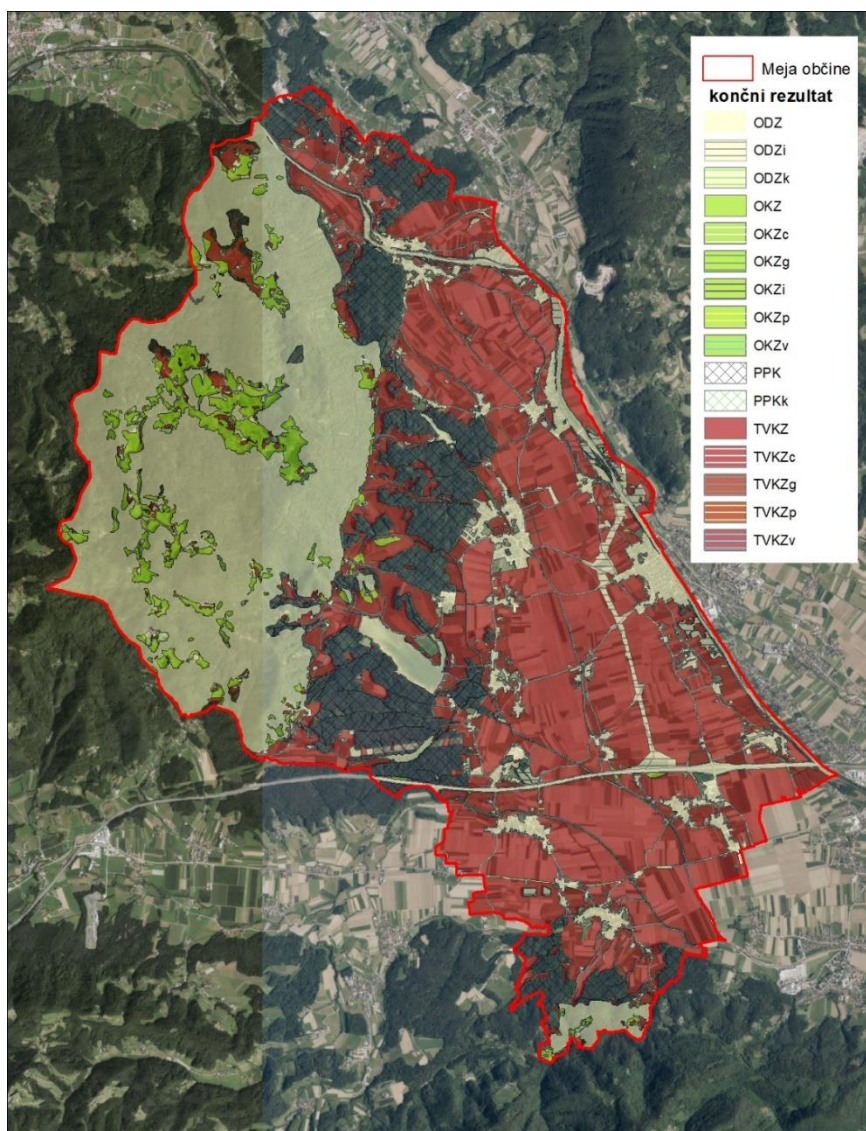 Meja občine
končni rezultat
ODZ
ODZi
ODZk
OKZ
OKZc
OKZg
OKZi
OKZp
OKZv
PPK
PPKk
TVKZ
TVKZc
TVKZg
TVKZp
TVKZv